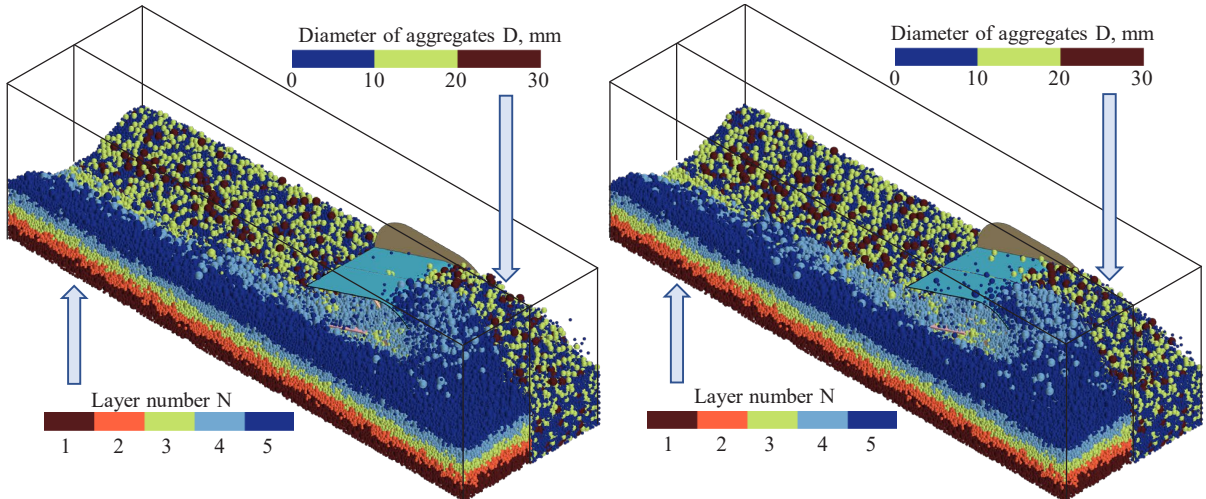 Diameter of aggregates D, mm
0 10 20 30
Layer number N
1 2 3 4 5
Diameter of aggregates D, mm
0 10 20 30
Layer number N
1 2 3 4 5